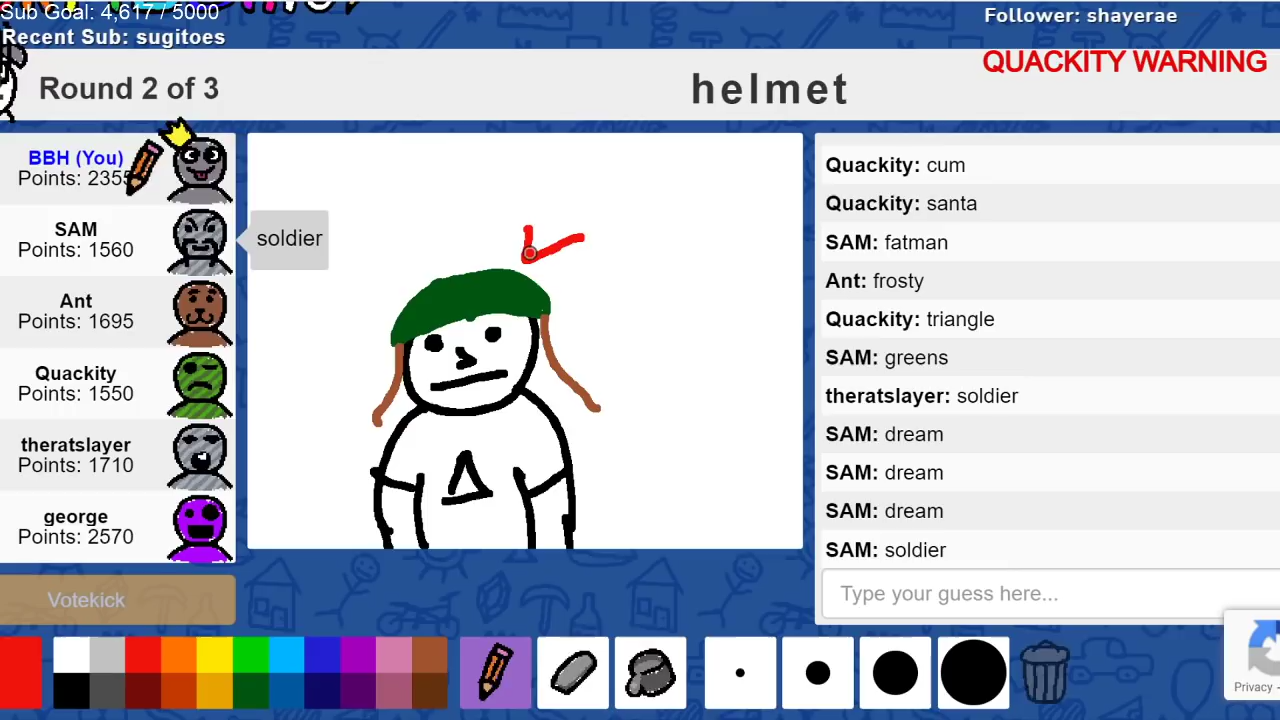 Sub Goal: 4,617 / 5000
Recent Sub: sugitoes
Follower: shayerae
QUACKITY WARNING
Round 2 of 3
helmet
BBH (You)
Points: 2355
SAM
Points: 1560
soldier
Ant
Points: 1695
Quackity
Points: 1550
theratslayer
Points: 1710
george
Points: 2570
Votekick
Quackity: cum
Quackity: santa
SAM: fatman
Ant: frosty
Quackity: triangle
SAM: greens
theratslayer: soldier
SAM: dream
SAM: dream
SAM: dream
SAM: soldier
Type your guess here...
Privacy -